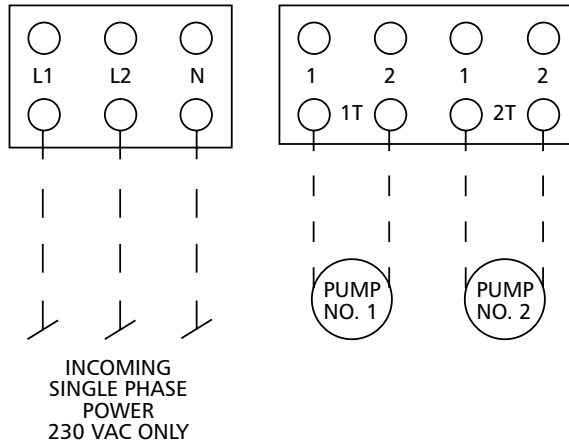 L1 L2 N
1 2 1 2
1T 2T
PUMP
NO. 1
PUMP
NO. 2
INCOMING
SINGLE PHASE
POWER
230 VAC ONLY